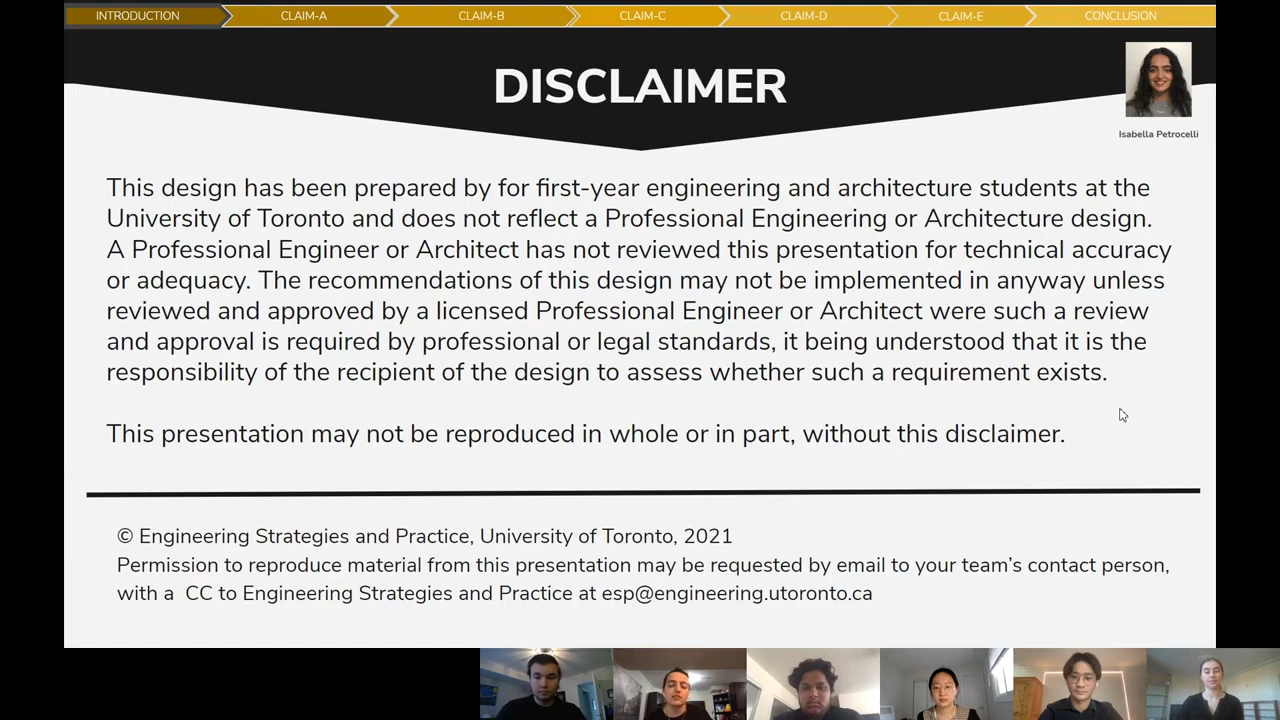 INTRODUCTION
CLAIM-A
CLAIM-B
CLAIM-C
CLAIM-D
CLAIM-E
CONCLUSION
DISCLAIMER
Isabella Petrocelli
This design has been prepared by for first-year engineering and architecture students at the
University of Toronto and does not reflect a Professional Engineering or Architecture design.
A Professional Engineer or Architect has not reviewed this presentation for technical accuracy
or adequacy. The recommendations of this design may not be implemented in anyway unless
reviewed and approved by a licensed Professional Engineer or Architect were such a review
and approval is required by professional or legal standards, it being understood that it is the
responsibility of the recipient of the design to assess whether such a requirement exists.
This presentation may not be reproduced in whole or in part, without this disclaimer.
© Engineering Strategies and Practice, University of Toronto, 2021
Permission to reproduce material from this presentation may be requested by email to your team's contact person,
with a  CC to Engineering Strategies and Practice at esp@engineering.utoronto.ca